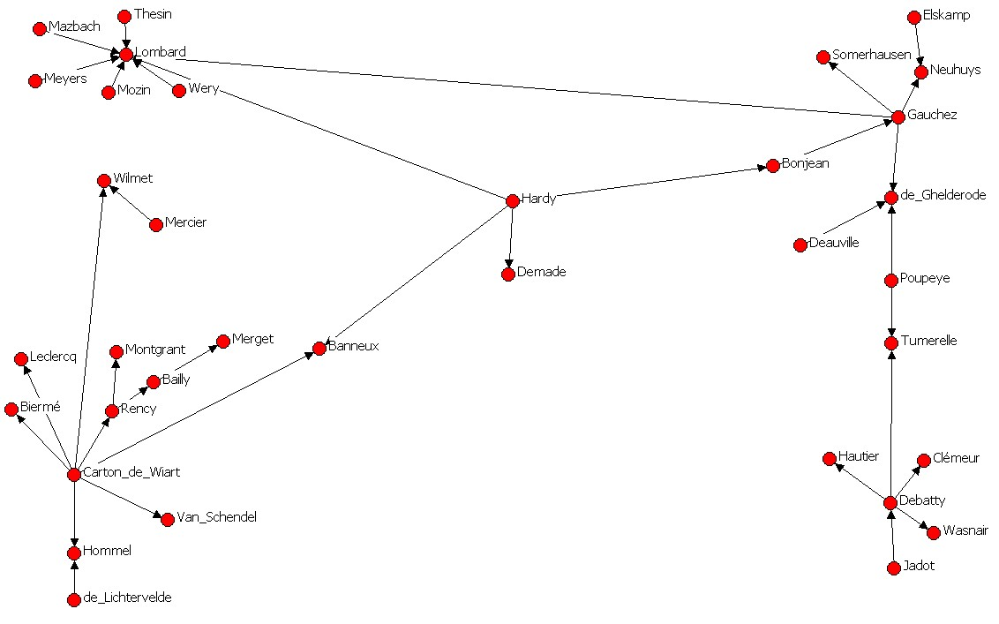 Thesin
Elskamp
Mazbach
Lombard
Somerhausen
Neuhuys
Meyers
Mozin
Wery
Gauchez
Bonjean
Wilmet
Hardy
de_Ghelderode
Mercier
Deauville
Demade
Poupeye
Merget
Tumerelle
Banneux
Montgrant
Leclercq
Bailly
Biermé
Rency
Hautier
Clémeur
Carton_de_Wiart
Debatty
Van_Schendel
Wasnair
Hommel
Jadot
de_Lichtervelde